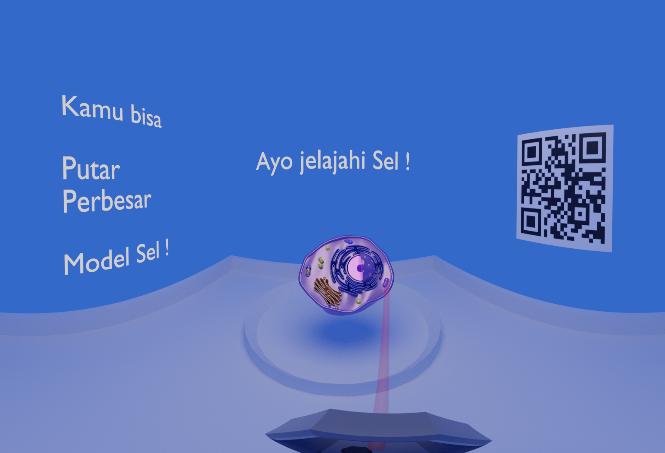 Kamu bisa
Putar
Perbesar
Model Sel !
Ayo jelajahi Sel !